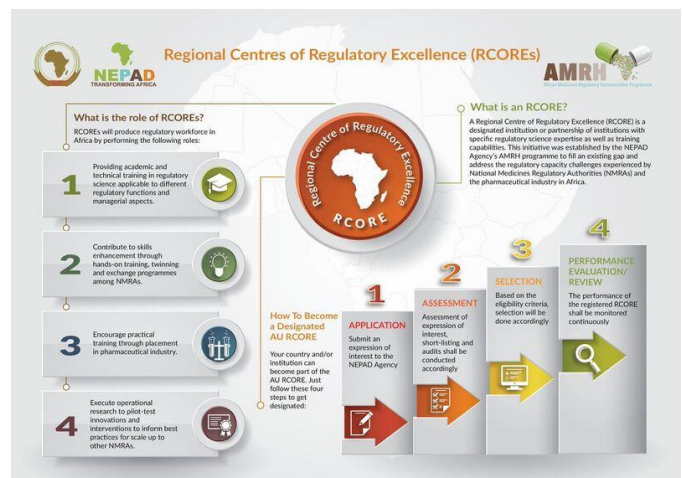 Regional Centres of Regulatory Excellence (RCOREs)
NEPAD
TRANSFORMING AFRICA
AMRH
African Medicines Regulatory Harmonisation Programme
What is the role of RCOREs?
RCOREs will produce regulatory workforce in
Africa by performing the following roles:
1
Providing academic and
technical training in regulatory
science applicable to different
regulatory functions and
managerial aspects.
2
Contribute to skills
enhancement through
hands-on training, twinning
and exchange programmes
among NMRAs.
3
Encourage practical
training through placement
in pharmaceutical industry.
4
Execute operational
research to pilot-test
innovations and
interventions to inform best
practices for scale up to
other NMRAs.
Regional Centre of Regulatory Excellence
RCORE
What is an RCORE?
A Regional Centre of Regulatory Excellence (RCORE) is a
designated institution or partnership of institutions with
specific regulatory science expertise as well as training
capabilities. This initiative was established by the NEPAD
Agency's AMRH programme to fill an existing gap and
address the regulatory capacity challenges experienced by
National Medicines Regulatory Authorities (NMRAs) and
the pharmaceutical industry in Africa.
How To Become
a Designated
AU RCORE
Your country and/or
institution can
become part of the
AU RCORE. Just
follow these four
steps to get
designated:
1
APPLICATION
Submit an
expression of
interest to the
NEPAD Agency
2
ASSESSMENT
Assessment of
expression of
interest,
short-listing and
audits shall be
conducted
accordingly
3
SELECTION
Based on the
eligibility criteria,
selection will be
done accordingly
4
PERFORMANCE
EVALUATION/
REVIEW
The performance of
the registered RCORE
shall be monitored
continuously